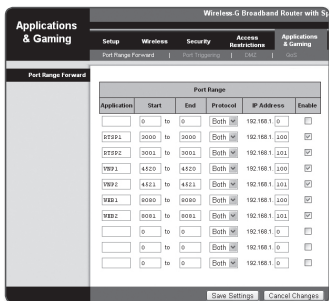 Wireless-G Broadband Router with Sp
Applications
& Gaming
Setup
Wireless
Security
Access
Restrictions
Applications
& Gaming
Port Range Forward
Port Triggering
DMZ
QoS
Port Range Forward
Port Range
Application Start End Protocol IP Address Enable
0 to 0 Both 192.168.1. 0
RTSP1 3000 to 3000 Both 192.168.1. 100
RTSP2 3001 to 3001 Both 192.168.1. 101
VNP1 4520 to 4520 Both 192.168.1. 100
VNP2 4521 to 4521 Both 192.168.1. 101
WEB1 8080 to 8080 Both 192.168.1. 100
WEB2 8081 to 8081 Both 192.168.1. 101
0 to 0 Both 192.168.1. 0
0 to 0 Both 192.168.1. 0
0 to 0 Both 192.168.1. 0
Save Settings
Cancel Changes